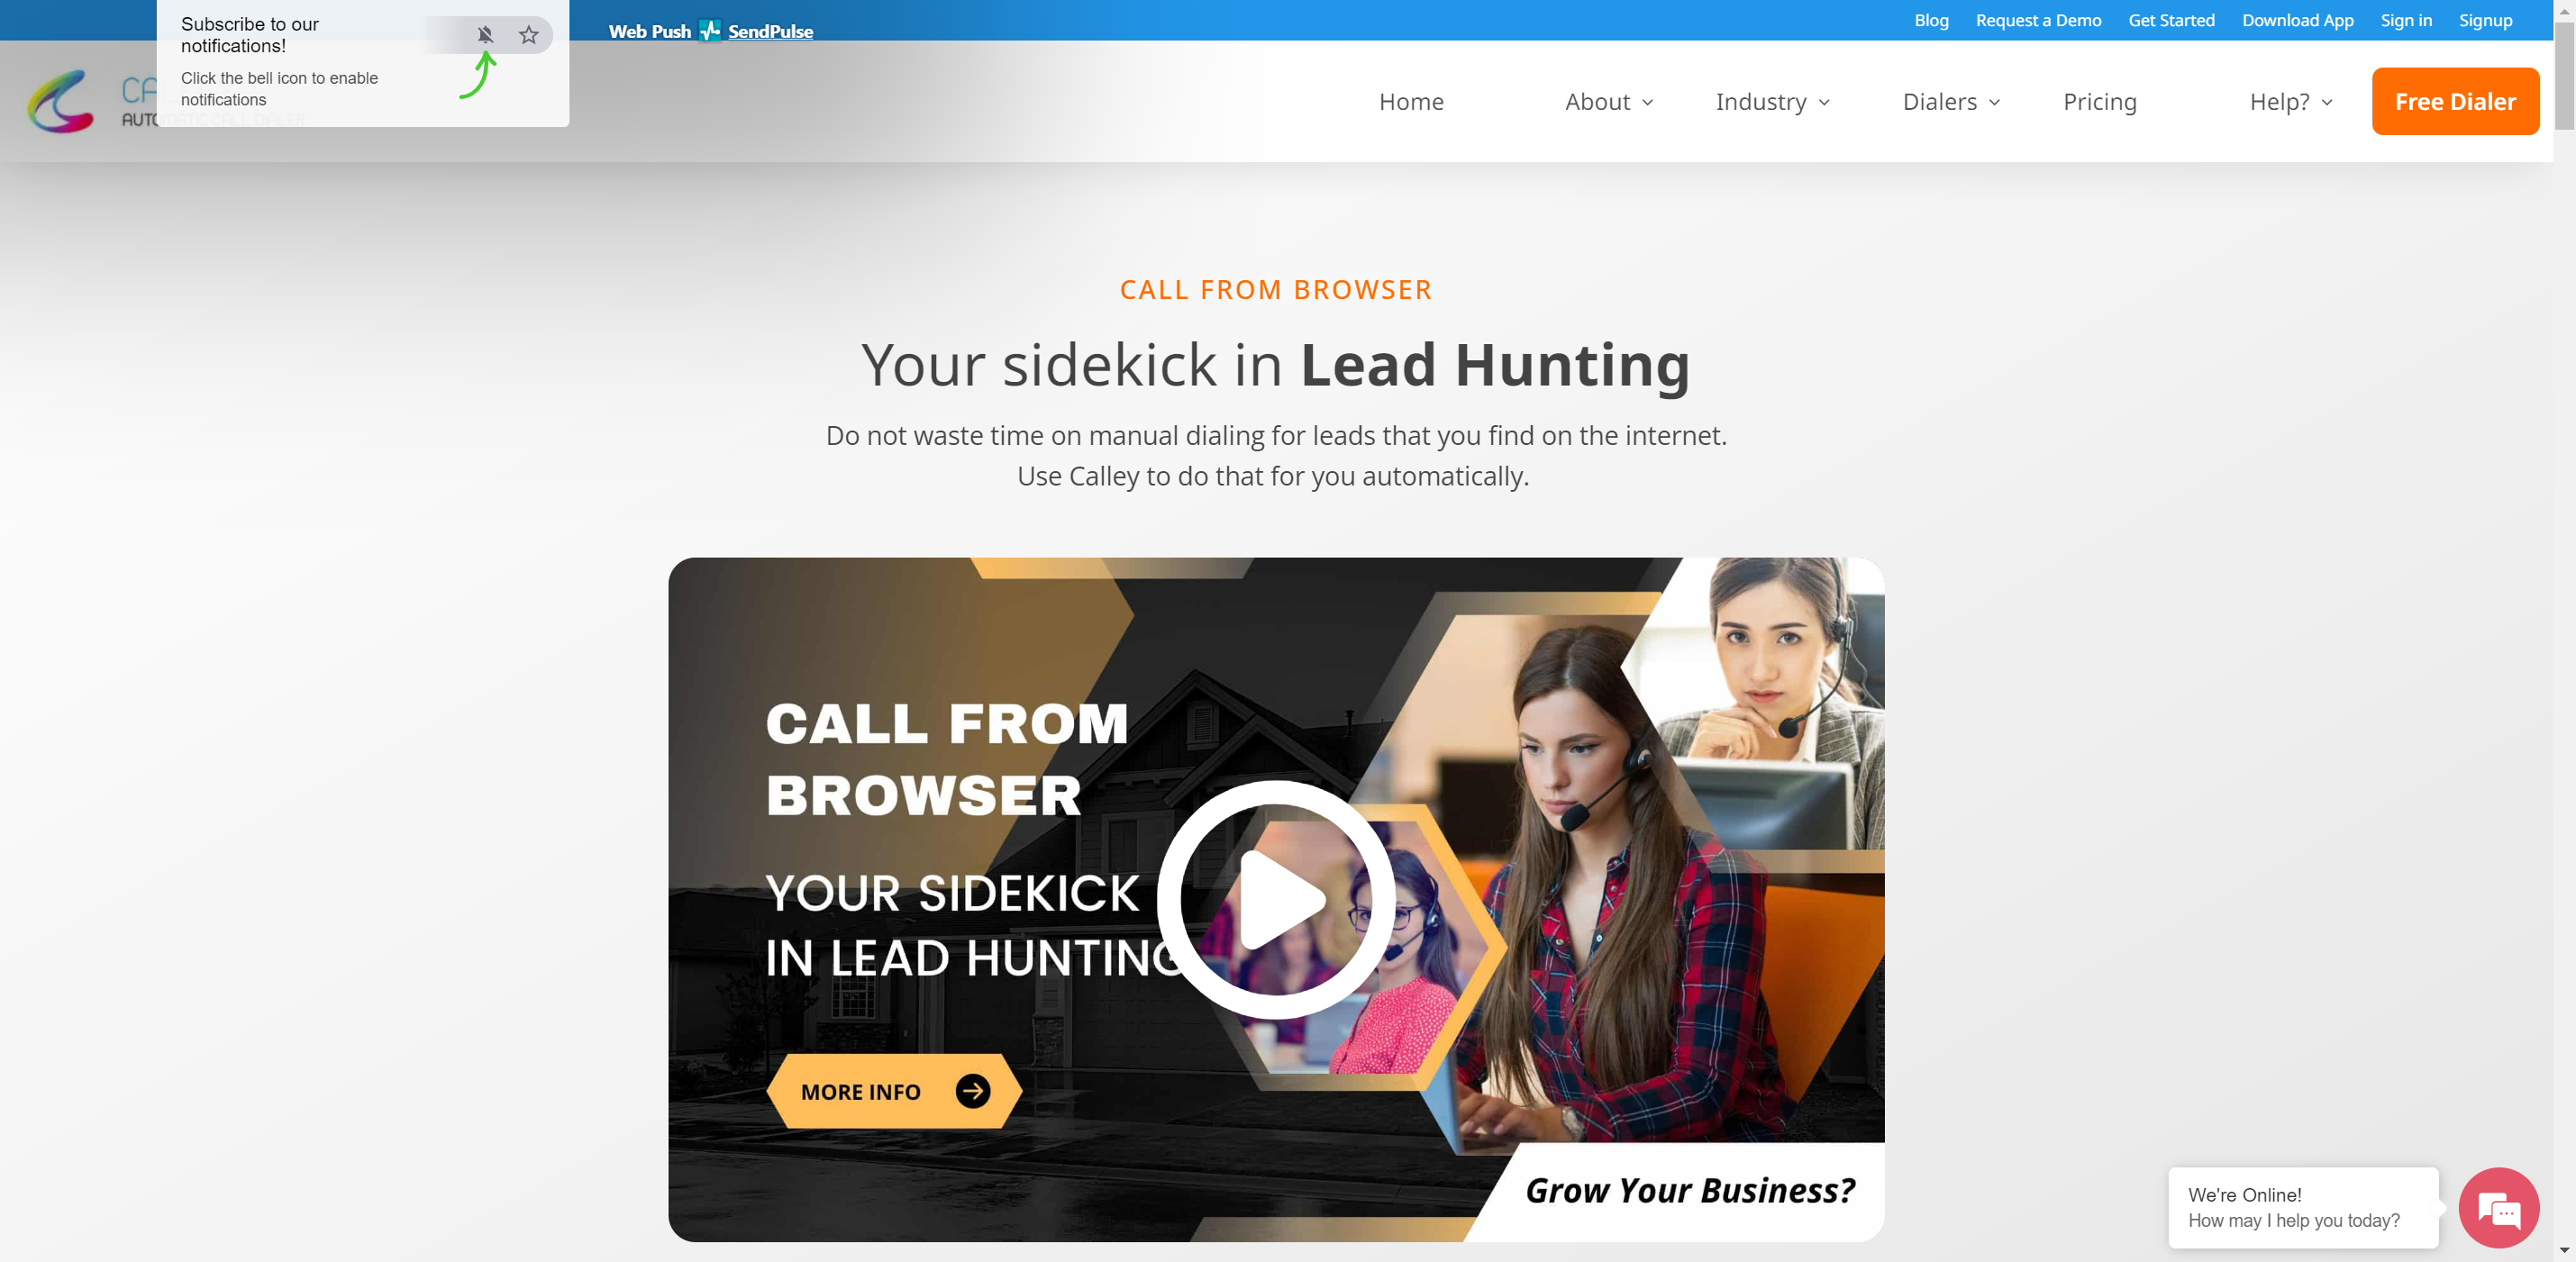 Subscribe to our
notifications!
Click the bell icon to enable
notifications
Web Push SendPulse
Blog Request a Demo Get Started Download App Sign in Signup
CA
AUTOMATIC CALL DIALER
Home About Industry Dialers Pricing Help? Free Dialer
CALL FROM BROWSER
Your sidekick in Lead Hunting
Do not waste time on manual dialing for leads that you find on the internet.
Use Calley to do that for you automatically.
CALL FROM
BROWSER
YOUR SIDEKICK
IN LEAD HUNTING
MORE INFO
Grow Your Business?
We're Online!
How may I help you today?